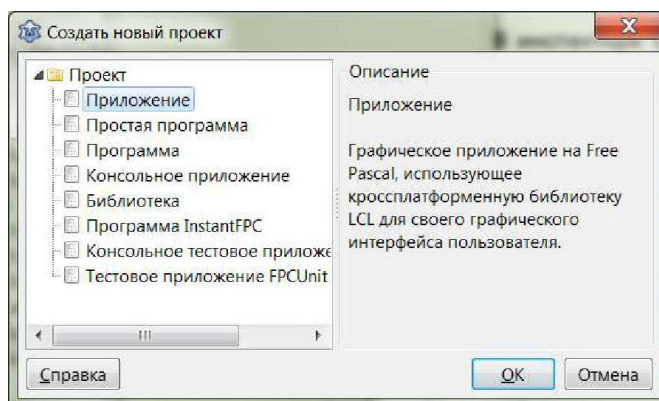 Создать новый проект
Проект
Приложение
Простая программа
Программа
Консольное приложение
Библиотека
Программа InstantFPC
Консольное тестовое приложе
Тестовое приложение FPCUnit
Описание
Приложение
Графическое приложение на Free
Pascal, использующее
кроссплатформенную библиотеку
LCL для своего графического
интерфейса пользователя.
Справка
OK
Отмена